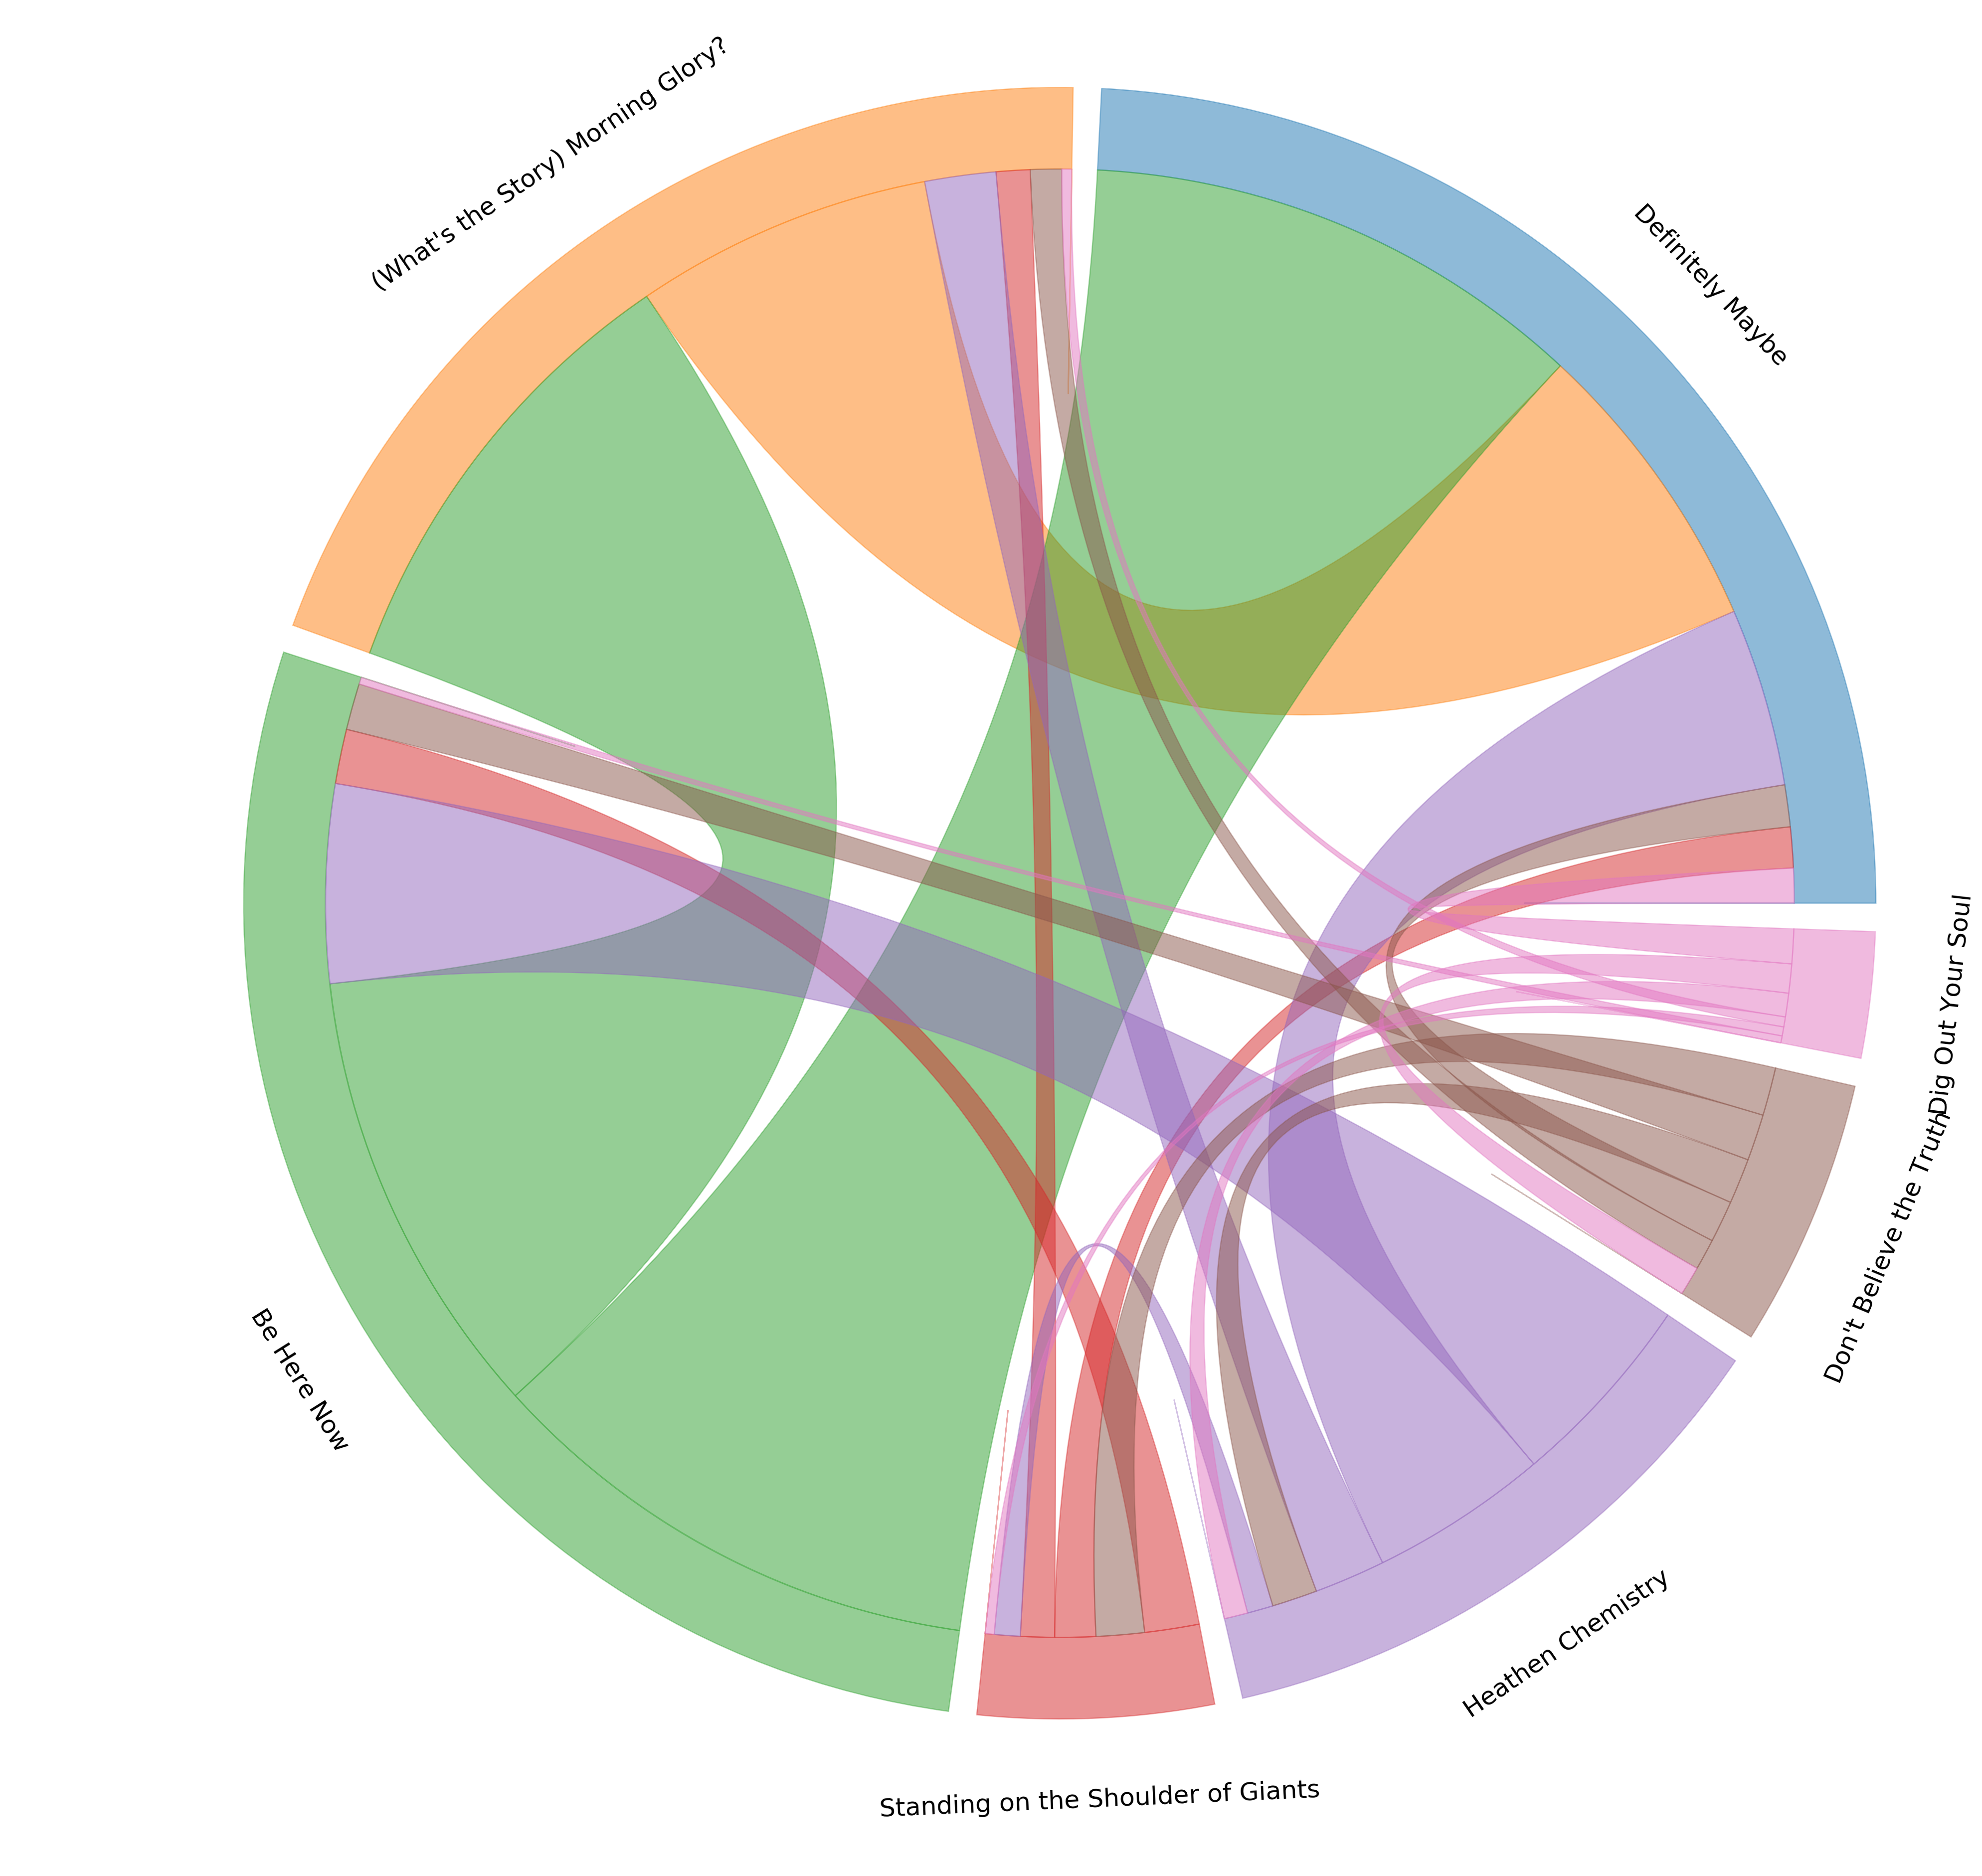 (What's the Story) Morning Glory?
Definitely Maybe
Dig Out Your Soul
Don't Believe the Truth
Be Here Now
Heathen Chemistry
Standing on the Shoulder of Giants